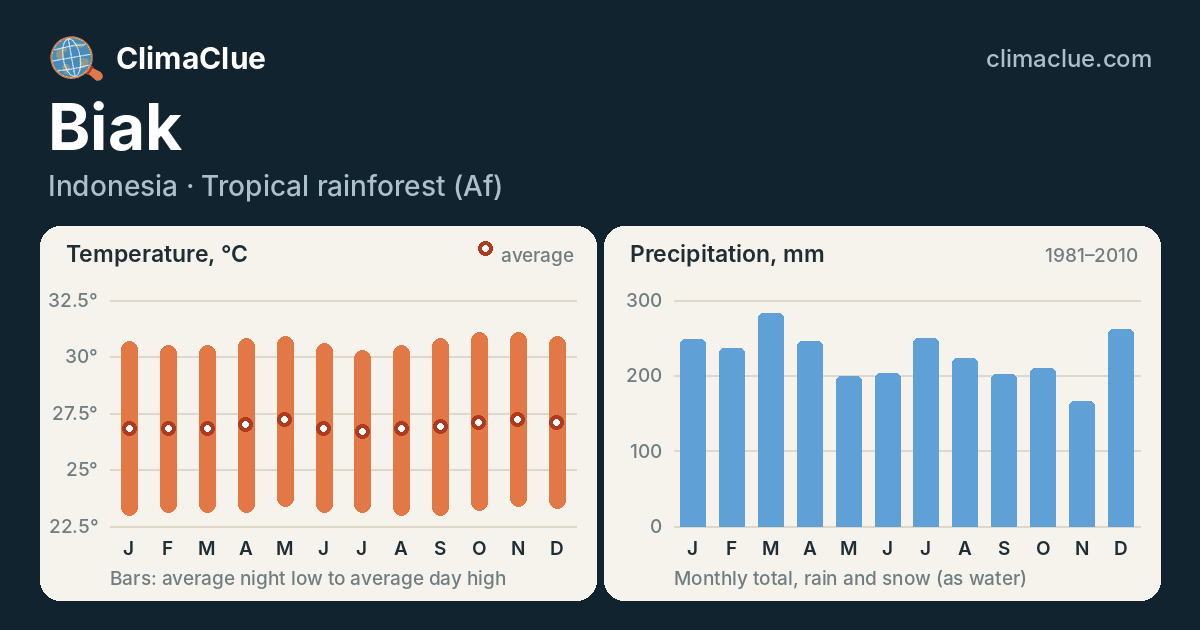 ClimaClue
climaclue.com
Biak
Indonesia · Tropical rainforest (Af)
Temperature, °C
average
32.5°
30°
27.5°
25°
22.5°
J F M A M J J A S O N D
Bars: average night low to average day high
Precipitation, mm
1981–2010
300
200
100
0
J F M A M J J A S O N D
Monthly total, rain and snow (as water)